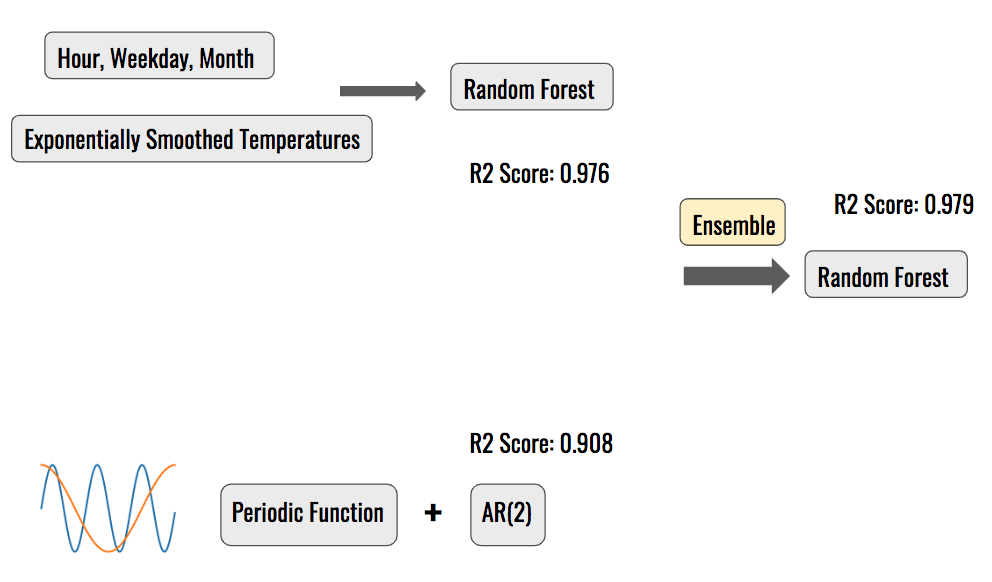 Hour, Weekday, Month
Random Forest
Exponentially Smoothed Temperatures
R2 Score: 0.976
R2 Score: 0.979
Ensemble
Random Forest
R2 Score: 0.908
Periodic Function + AR(2)